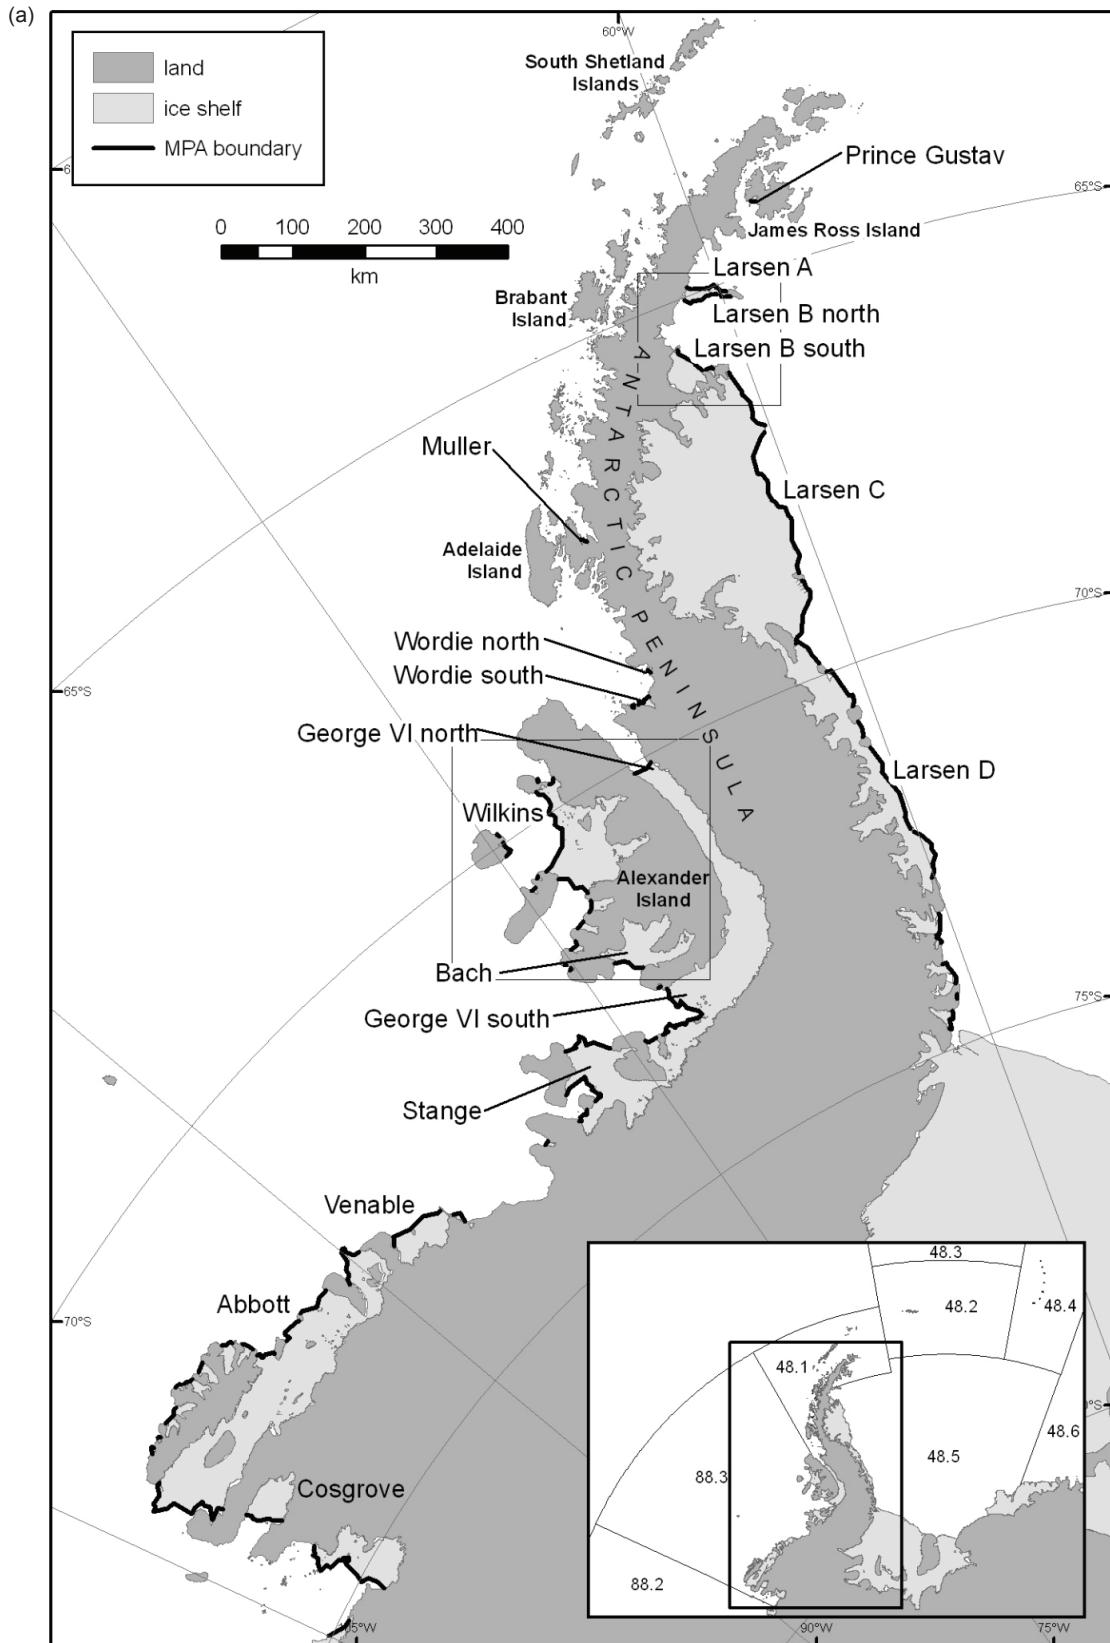 (a)
land
ice shelf
MPA boundary
0 100 200 300 400
km
60°W
South Shetland
Islands
Prince Gustav
65°S
James Ross Island
Larsen A
Brabant
Island
Larsen B north
Larsen B south
ANTARCTIC PENINSULA
Muller
Larsen C
Adelaide
Island
70°S
Wordie north
Wordie south
65°S
George VI north
Larsen D
Wilkins
Alexander
Island
Bach
75°S
George VI south
Stange
Venable
Abbott
70°S
Cosgrove
48.3
48.2
48.4
48.1
48.6
48.5
88.3
88.2
90°W
75°W